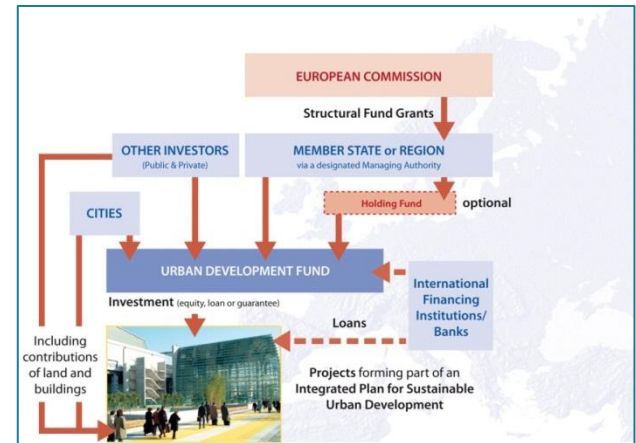 EUROPEAN COMMISSION
Structural Fund Grants
OTHER INVESTORS
(Public & Private)
MEMBER STATE or REGION
via a designated Managing Authority
Holding Fund
optional
CITIES
URBAN DEVELOPMENT FUND
International
Financing
Institutions/
Banks
Investment (equity, loan or guarantee)
Loans
Including
contributions
of land and
buildings
Projects forming part of an
Integrated Plan for Sustainable
Urban Development